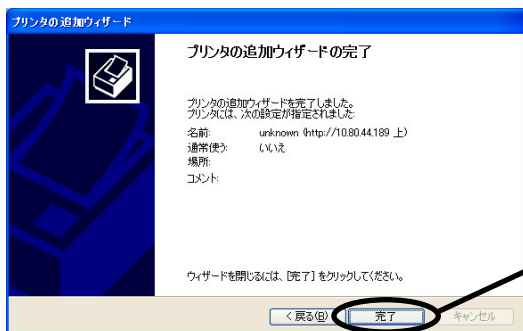 プリンタの追加ウィザード
プリンタの追加ウィザードの完了
プリンタの追加ウィザードを完了しました。
プリンタには、次の設定が指定されました:
名前: unknown (http://10.80.44.189 上)
通常使う: いいえ
場所:
コメント:
ウィザードを閉じるには、[完了] をクリックしてください。
< 戻る(B) 完了 キャンセル